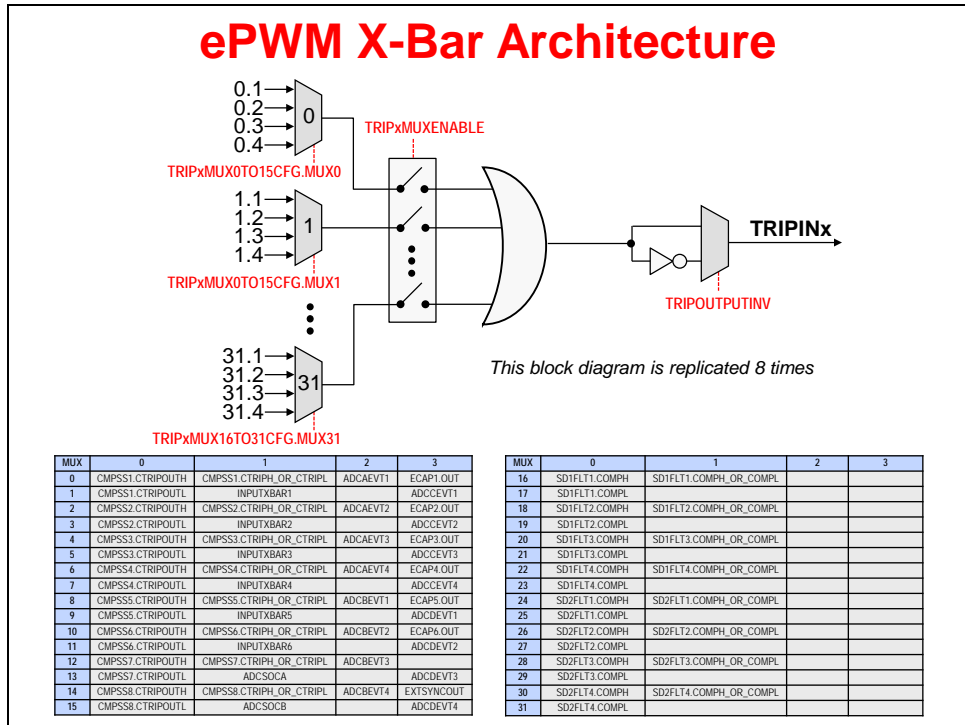 ePWM X-Bar Architecture
0.1
0.2
0.3
0.4
0
TRIPxMUX0TO15CFG.MUX0
TRIPxMUXENABLE
1.1
1.2
1.3
1.4
1
TRIPxMUX0TO15CFG.MUX1
TRIPINx
TRIPOUTPUTINV
31.1
31.2
31.3
31.4
31
TRIPxMUX16TO31CFG.MUX31
This block diagram is replicated 8 times
MUX 0 1 2 3
0 CMPSS1.CTRIPOUTH CMPSS1.CTRIPH_OR_CTRIPL ADCAEVT1 ECAP1.OUT
1 CMPSS1.CTRIPOUTL INPUTXBAR1 ADCCEVT1
2 CMPSS2.CTRIPOUTH CMPSS2.CTRIPH_OR_CTRIPL ADCAEVT2 ECAP2.OUT
3 CMPSS2.CTRIPOUTL INPUTXBAR2 ADCCEVT2
4 CMPSS3.CTRIPOUTH CMPSS3.CTRIPH_OR_CTRIPL ADCAEVT3 ECAP3.OUT
5 CMPSS3.CTRIPOUTL INPUTXBAR3 ADCCEVT3
6 CMPSS4.CTRIPOUTH CMPSS4.CTRIPH_OR_CTRIPL ADCAEVT4 ECAP4.OUT
7 CMPSS4.CTRIPOUTL INPUTXBAR4 ADCCEVT4
8 CMPSS5.CTRIPOUTH CMPSS5.CTRIPH_OR_CTRIPL ADCBEVT1 ECAP5.OUT
9 CMPSS5.CTRIPOUTL INPUTXBAR5 ADCDEVT1
10 CMPSS6.CTRIPOUTH CMPSS6.CTRIPH_OR_CTRIPL ADCBEVT2 ECAP6.OUT
11 CMPSS6.CTRIPOUTL INPUTXBAR6 ADCDEVT2
12 CMPSS7.CTRIPOUTH CMPSS7.CTRIPH_OR_CTRIPL ADCBEVT3
13 CMPSS7.CTRIPOUTL ADCSOCA ADCDEVT3
14 CMPSS8.CTRIPOUTH CMPSS8.CTRIPH_OR_CTRIPL ADCBEVT4 EXTSYNCOUT
15 CMPSS8.CTRIPOUTL ADCSOCB ADCDEVT4
MUX 0 1 2 3
16 SD1FLT1.COMPH SD1FLT1.COMPH_OR_COMPL
17 SD1FLT1.COMPL
18 SD1FLT2.COMPH SD1FLT2.COMPH_OR_COMPL
19 SD1FLT2.COMPL
20 SD1FLT3.COMPH SD1FLT3.COMPH_OR_COMPL
21 SD1FLT3.COMPL
22 SD1FLT4.COMPH SD1FLT4.COMPH_OR_COMPL
23 SD1FLT4.COMPL
24 SD2FLT1.COMPH SD2FLT1.COMPH_OR_COMPL
25 SD2FLT1.COMPL
26 SD2FLT2.COMPH SD2FLT2.COMPH_OR_COMPL
27 SD2FLT2.COMPL
28 SD2FLT3.COMPH SD2FLT3.COMPH_OR_COMPL
29 SD2FLT3.COMPL
30 SD2FLT4.COMPH SD2FLT4.COMPH_OR_COMPL
31 SD2FLT4.COMPL